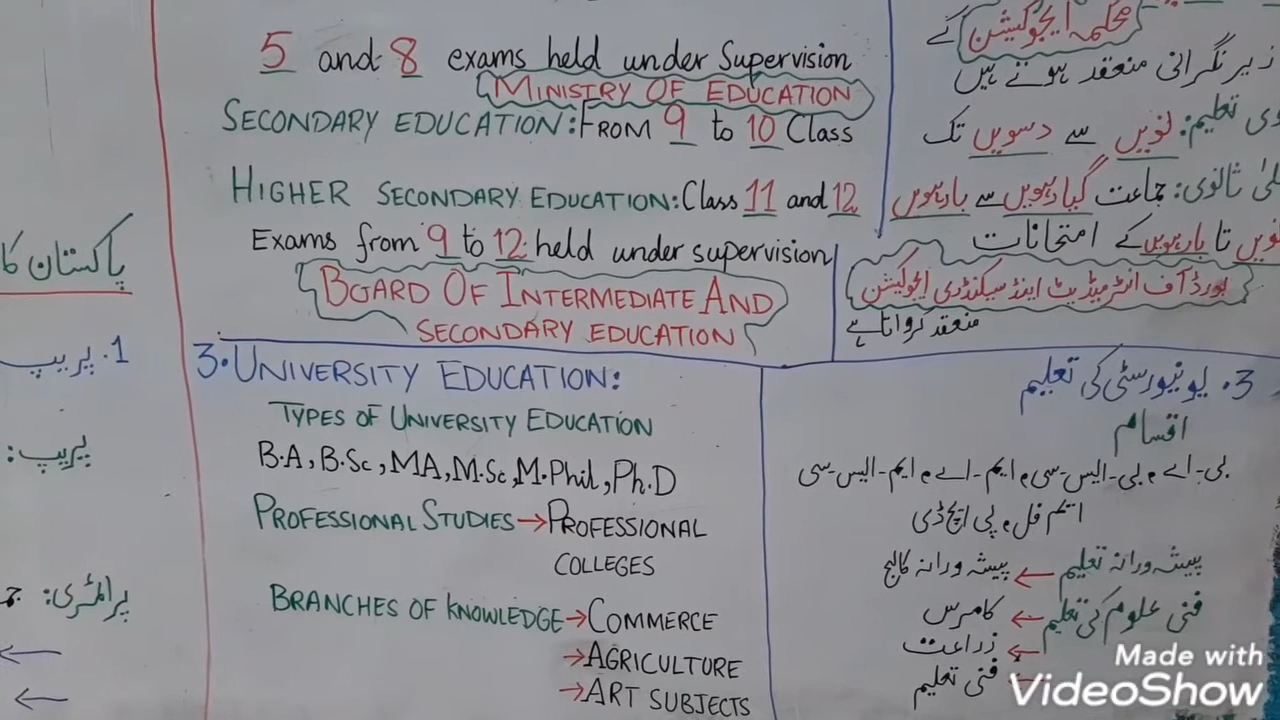 5 and 8 exams held under Supervision
MINISTRY OF EDUCATION
SECONDARY EDUCATION: FROM 9 to 10 Class
HIGHER SECONDARY EDUCATION: Class 11 and 12
Exams from 9 to 12 held under supervision
BOARD OF INTERMEDIATE AND
SECONDARY EDUCATION
محکمہ ایجوکیشن کے
زیر نگرانی منعقد ہوتے ہیں
تعلیم: نویں سے دسویں تک
ثانوی: جماعت گیارہویں سے بارہویں
تا بارہویں کے امتحانات
بورڈ آف انٹرمیڈیٹ اینڈ سیکنڈری ایجوکیشن
منعقد کرواتا ہے
پاکستان کا
1. پریپ
پریپ:
پرائمری:
3. UNIVERSITY EDUCATION:
TYPES OF UNIVERSITY EDUCATION
B.A, B.Sc, MA, M.Sc, M.Phil, Ph.D
PROFESSIONAL STUDIES → PROFESSIONAL
COLLEGES
BRANCHES OF KNOWLEDGE → COMMERCE
→ AGRICULTURE
→ ART SUBJECTS
3. یونیورسٹی کی تعلیم
اقسام
بی-اے، بی-ایس-سی، ایم-اے، ایم-ایس-سی
ایم فل، پی ایچ ڈی
پیشہ ورانہ تعلیم ← پیشہ ورانہ کالج
فنی علوم کی تعلیم ← کامرس
← زراعت
← فنی تعلیم
Made with
VideoShow